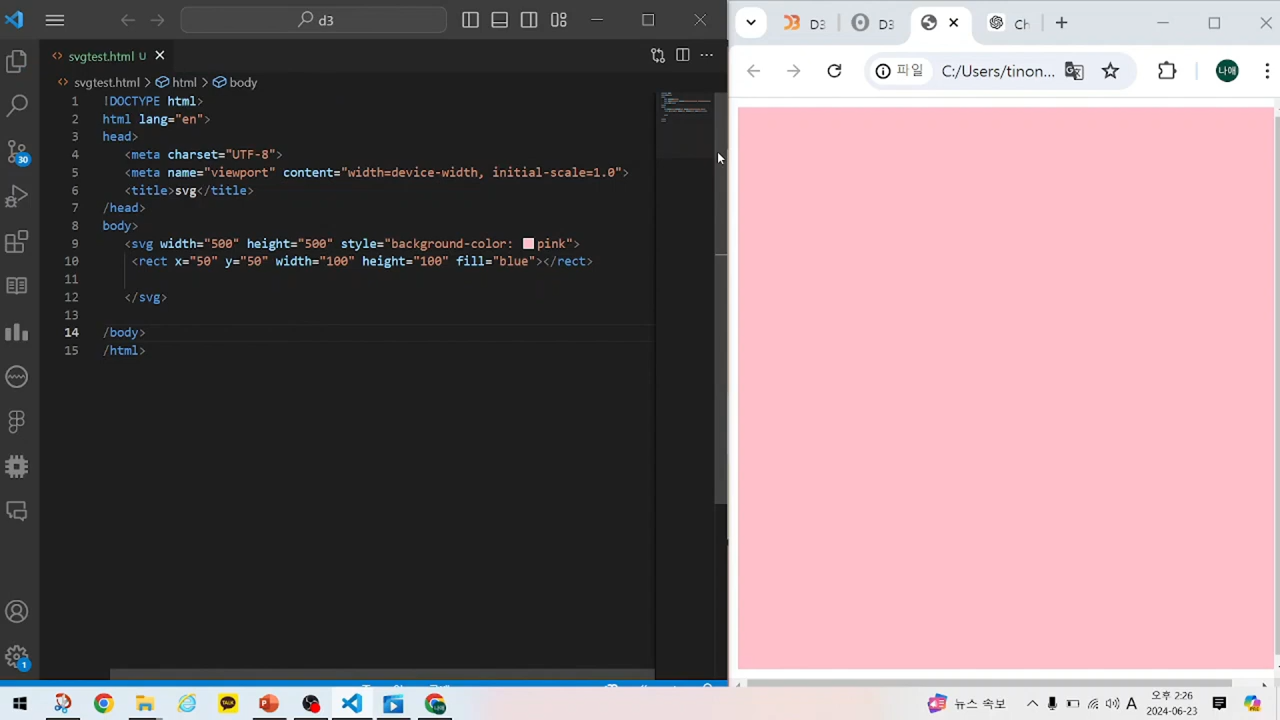 d3
svgtest.html U
svgtest.html > html > body
1 !DOCTYPE html>
2 html lang="en">
3 head>
4 <meta charset="UTF-8">
5 <meta name="viewport" content="width=device-width, initial-scale=1.0">
6 <title>svg</title>
7 /head>
8 body>
9 <svg width="500" height="500" style="background-color: pink">
10 <rect x="50" y="50" width="100" height="100" fill="blue"></rect>
11
12 </svg>
13
14 /body>
15 /html>
30
1
D3
D3
Ch
파일
C:/Users/tinon...
나애
TALK
뉴스 속보
A
오후 2:26
2024-06-23